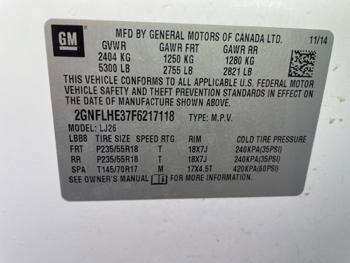 GM
MFD BY GENERAL MOTORS OF CANADA LTD. 11/14
GVWR GAWR FRT GAWR RR
2404 KG 1250 KG 1280 KG
5300 LB 2755 LB 2821 LB
THIS VEHICLE CONFORMS TO ALL APPLICABLE U.S. FEDERAL MOTOR
VEHICLE SAFETY AND THEFT PREVENTION STANDARDS IN EFFECT ON
THE DATE OF MANUFACTURE SHOWN ABOVE.
2GNFLHE37F6217118 TYPE: M.P.V.
MODEL: LJ26
LBB8 TIRE SIZE SPEED RTG RIM COLD TIRE PRESSURE
FRT P235/55R18 T 18X7J 240KPA(35PSI)
RR P235/55R18 T 18X7J 240KPA(35PSI)
SPA T145/70R17 M 17X4.5T 420KPA(60PSI)
SEE OWNER'S MANUAL FOR ADDITIONAL INFORMATION.